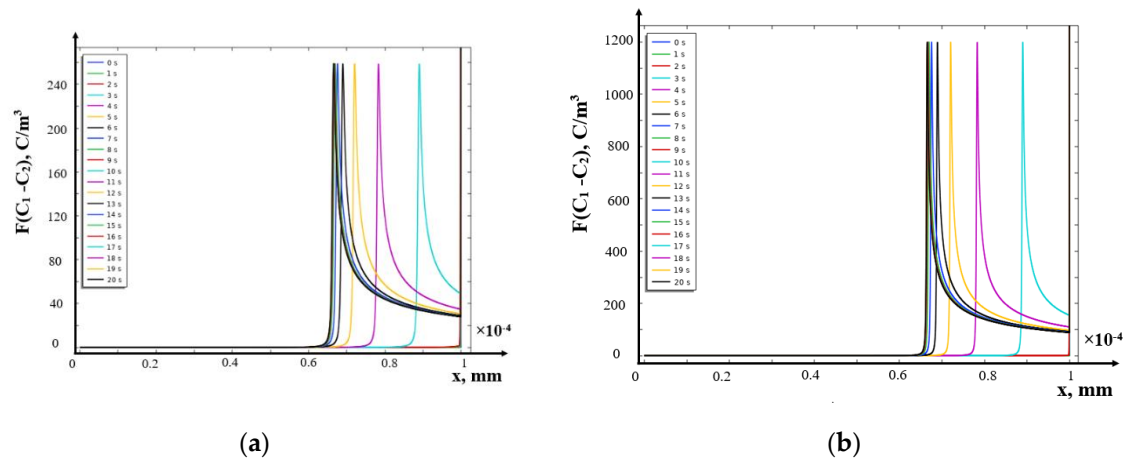 260
220
160
120
80
40
0
F(C₁ -C₂), C/m³
0 s
1 s
2 s
3 s
4 s
5 s
6 s
7 s
8 s
9 s
10 s
11 s
12 s
13 s
14 s
15 s
16 s
17 s
18 s
19 s
20 s
0 0.2 0.4 0.6 0.8 1
×10⁻⁴
x, mm
(a)
1200
1000
800
600
400
200
0
F(C₁ -C₂), C/m³
0 s
1 s
2 s
3 s
4 s
5 s
6 s
7 s
8 s
9 s
10 s
11 s
12 s
13 s
14 s
15 s
16 s
17 s
18 s
19 s
20 s
0 0.2 0.4 0.6 0.8 1
×10⁻⁴
x, mm
(b)